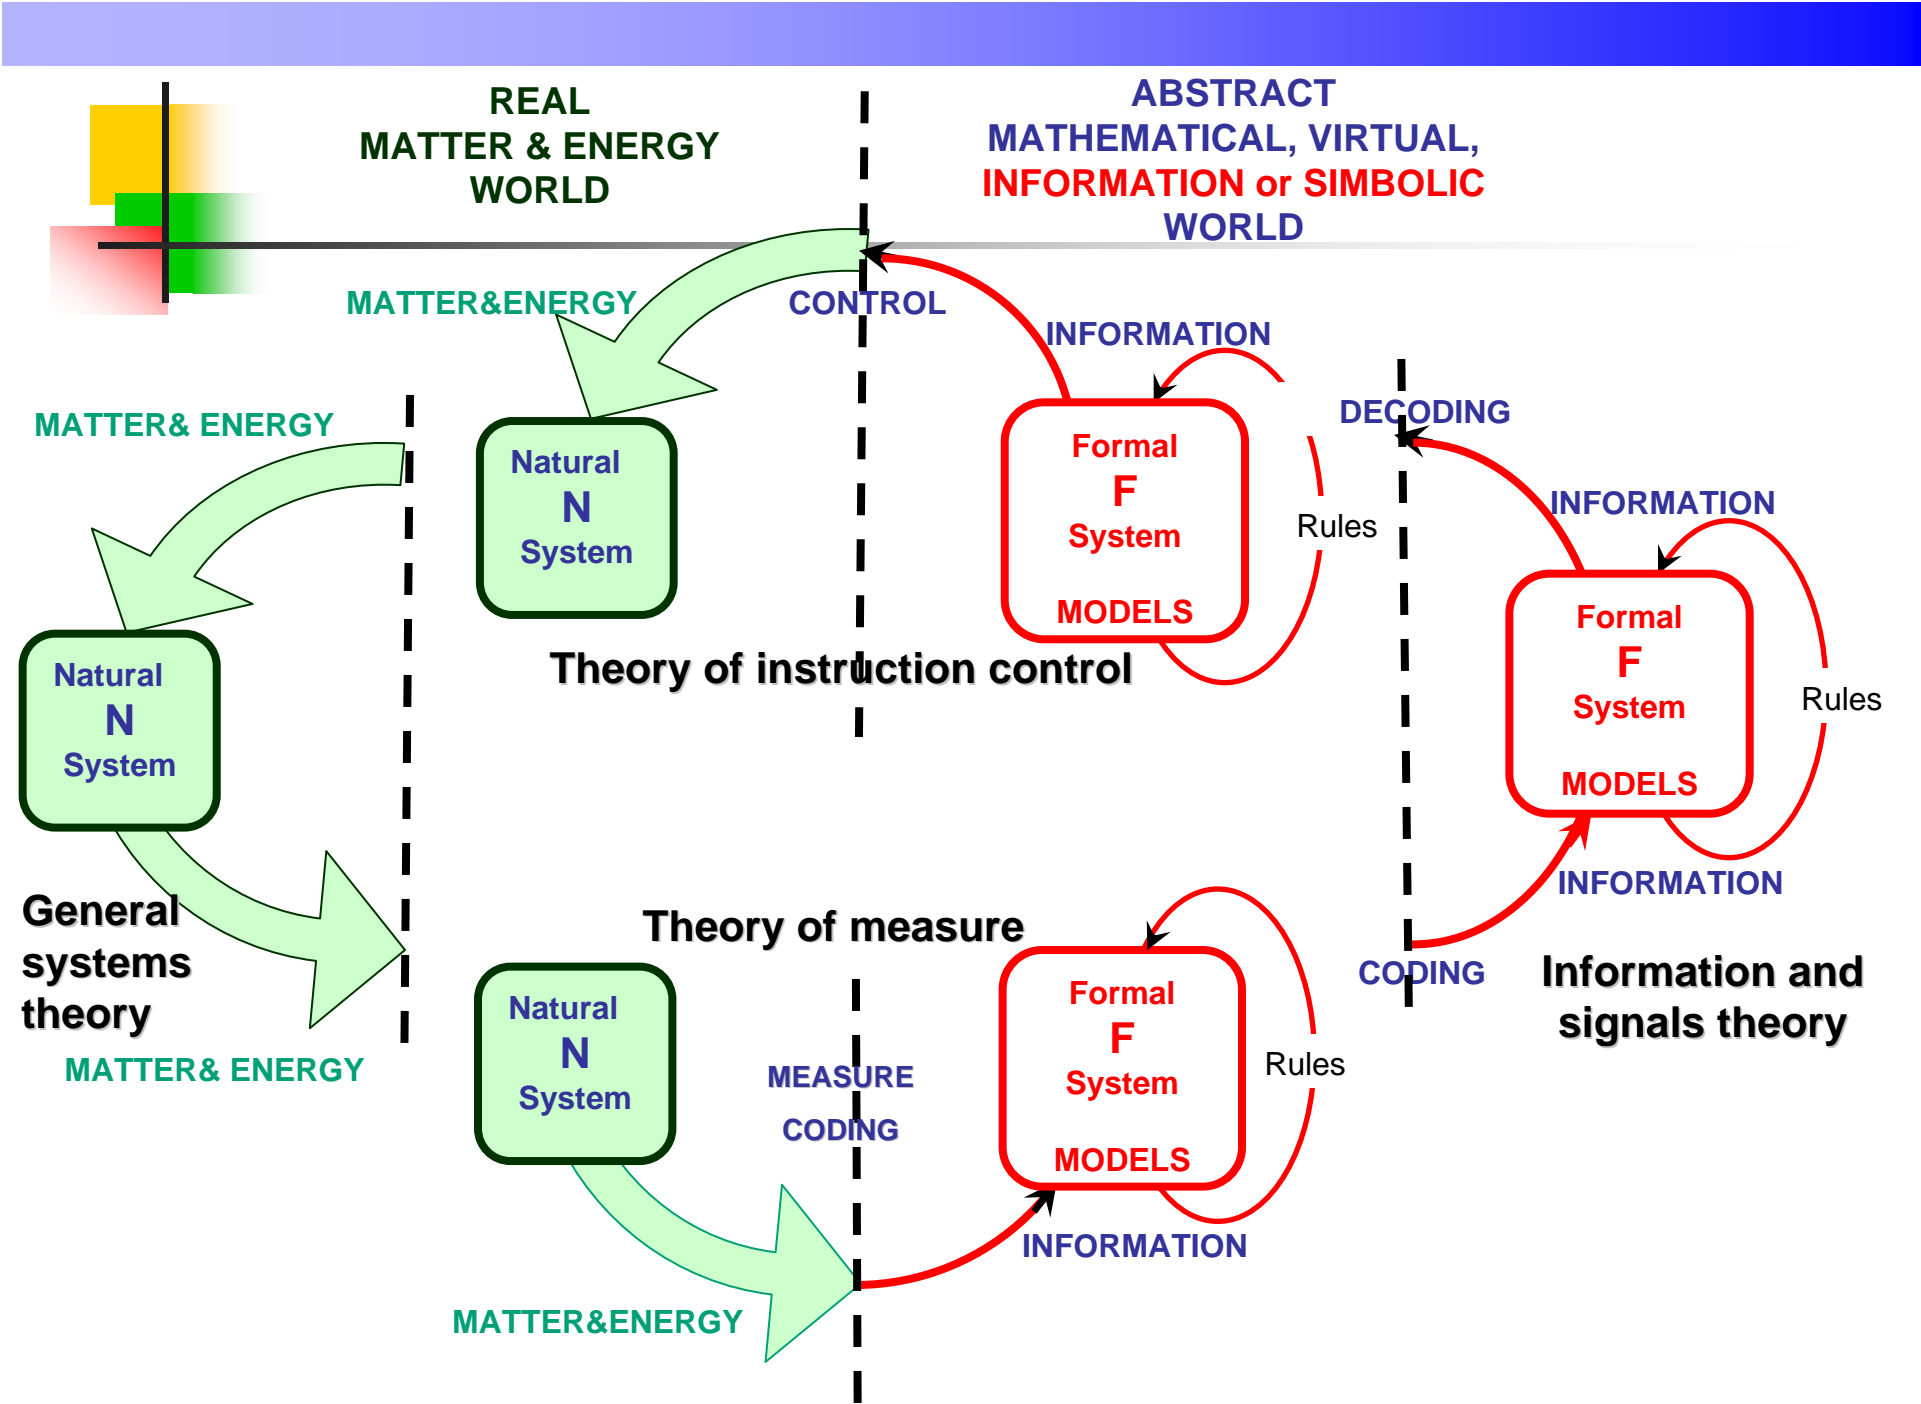 REAL
MATTER & ENERGY
WORLD
ABSTRACT
MATHEMATICAL, VIRTUAL,
INFORMATION or SIMBOLIC
WORLD
MATTER&ENERGY
CONTROL
INFORMATION
Natural
N
System
Formal
F
System
MODELS
Rules
Theory of instruction control
MATTER& ENERGY
Natural
N
System
General
systems
theory
MATTER& ENERGY
DECODING
INFORMATION
Formal
F
System
MODELS
Rules
INFORMATION
CODING
Information and
signals theory
Theory of measure
Natural
N
System
MEASURE
CODING
Formal
F
System
MODELS
Rules
INFORMATION
MATTER&ENERGY